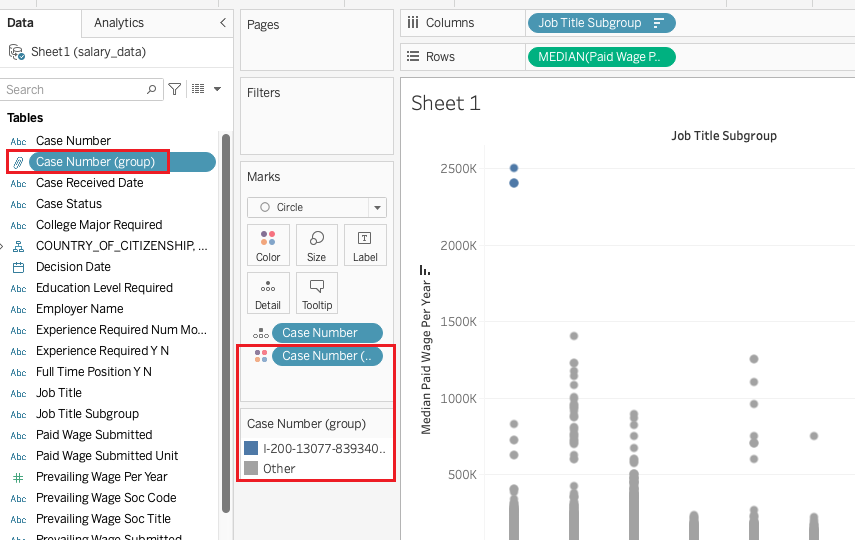 Data
Analytics
Sheet1 (salary_data)
Search
Tables
Abc Case Number
Case Number (group)
Abc Case Received Date
Abc Case Status
Abc College Major Required
COUNTRY_OF_CITIZENSHIP, ...
Decision Date
Abc Education Level Required
Abc Employer Name
Abc Experience Required Num Mo...
Abc Experience Required Y N
Abc Full Time Position Y N
Abc Job Title
Abc Job Title Subgroup
Abc Paid Wage Submitted
Abc Paid Wage Submitted Unit
# Prevailing Wage Per Year
Abc Prevailing Wage Soc Code
Abc Prevailing Wage Soc Title
Abc Prevailing Wage Submitted
Pages
Filters
Marks
Circle
Color
Size
Label
Detail
Tooltip
Case Number
Case Number (..
Case Number (group)
I-200-13077-839340..
Other
Columns
Job Title Subgroup
Rows
MEDIAN(Paid Wage P..
Sheet 1
Job Title Subgroup
Median Paid Wage Per Year
2500K
2000K
1500K
1000K
500K